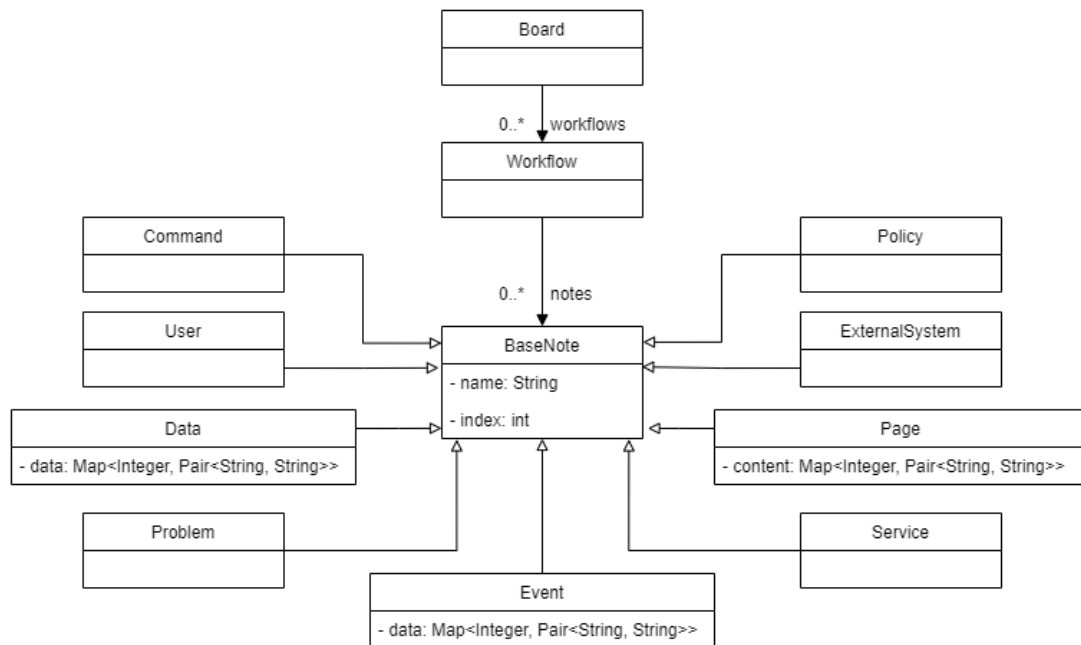 Board
0..* workflows
Workflow
Command
Policy
0..* notes
User
BaseNote
ExternalSystem
- name: String
- index: int
Data
- data: Map<Integer, Pair<String, String>>
Page
- content: Map<Integer, Pair<String, String>>
Problem
Service
Event
- data: Map<Integer, Pair<String, String>>